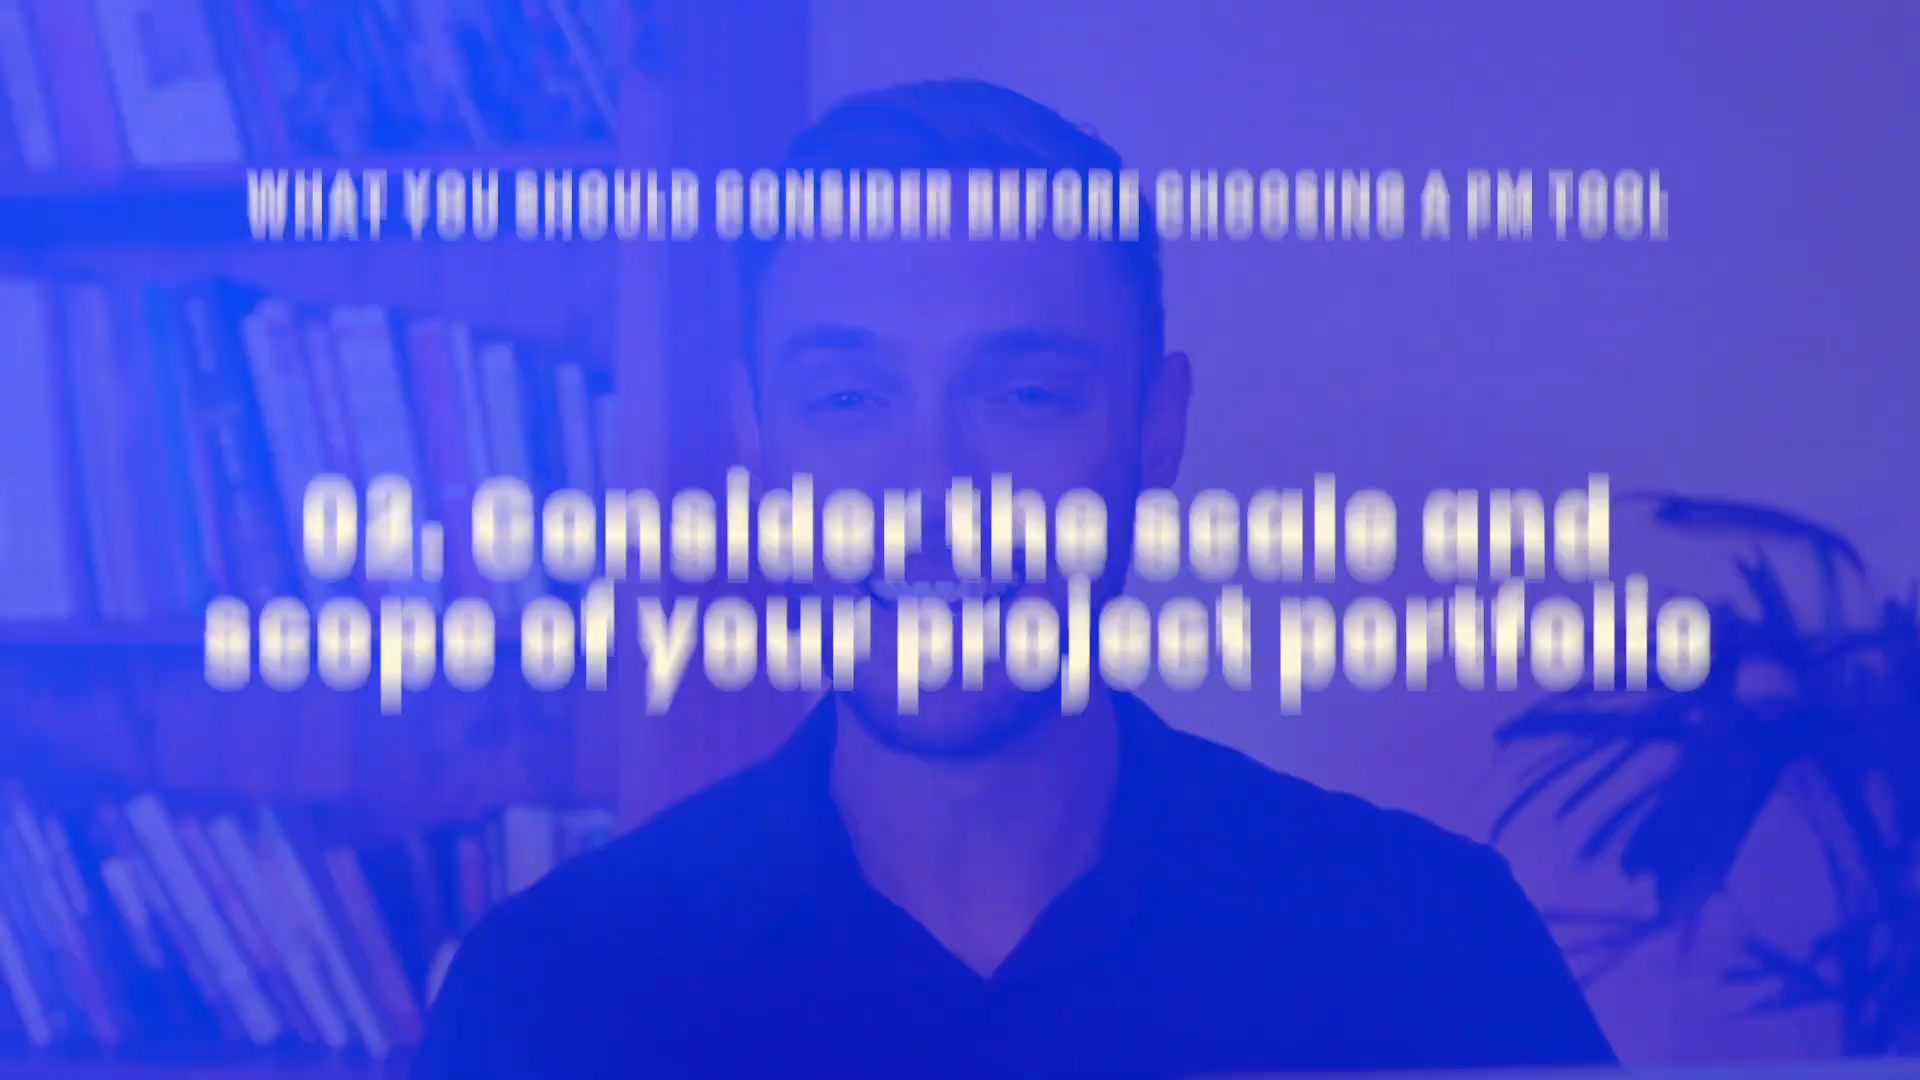 WHAT YOU SHOULD CONSIDER BEFORE CHOOSING A PM TOOL
02. Consider the scale and
scope of your project portfolio